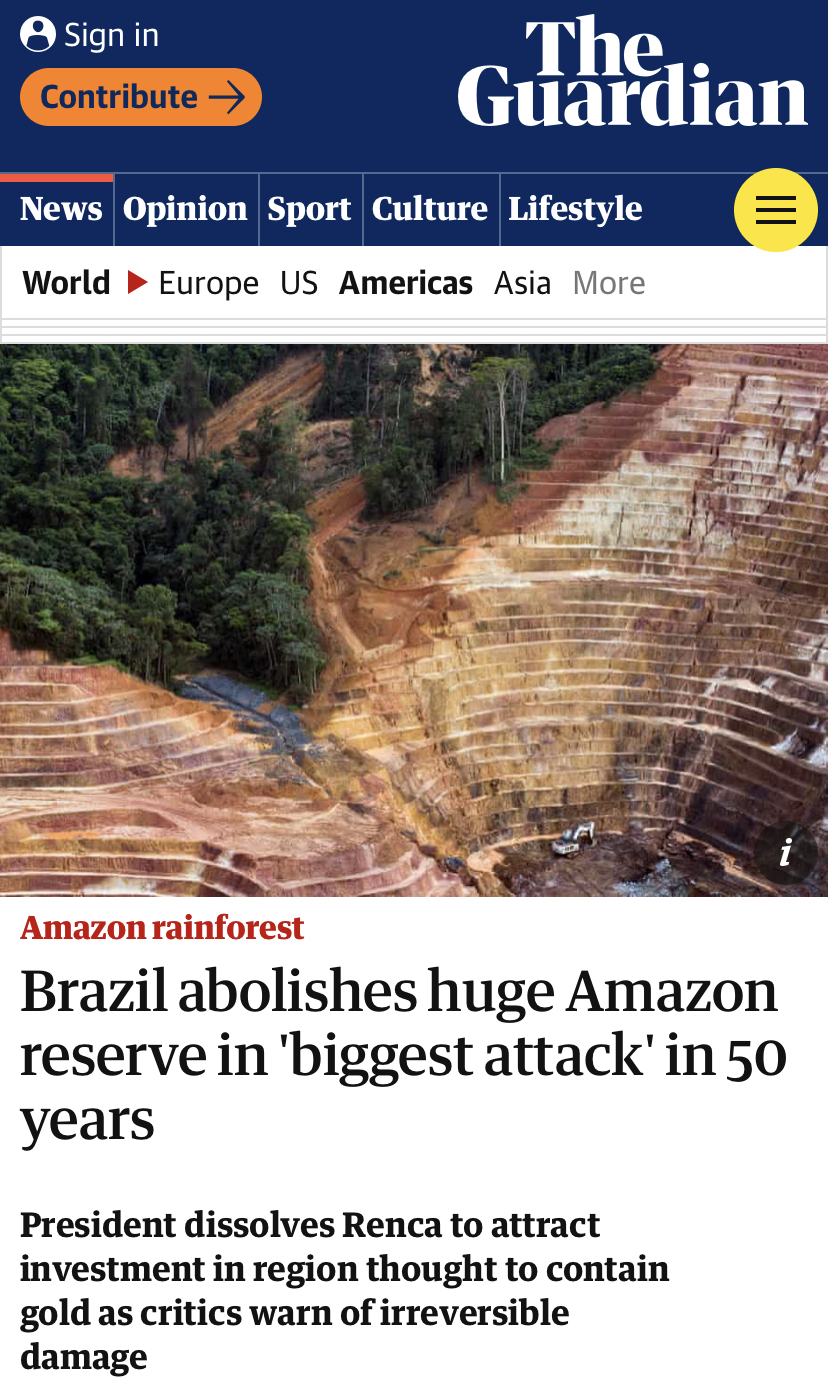 Sign in
Contribute
The
Guardian
News Opinion Sport Culture Lifestyle
World Europe US Americas Asia More
i
Amazon rainforest
Brazil abolishes huge Amazon
reserve in 'biggest attack' in 50
years
President dissolves Renca to attract
investment in region thought to contain
gold as critics warn of irreversible
damage